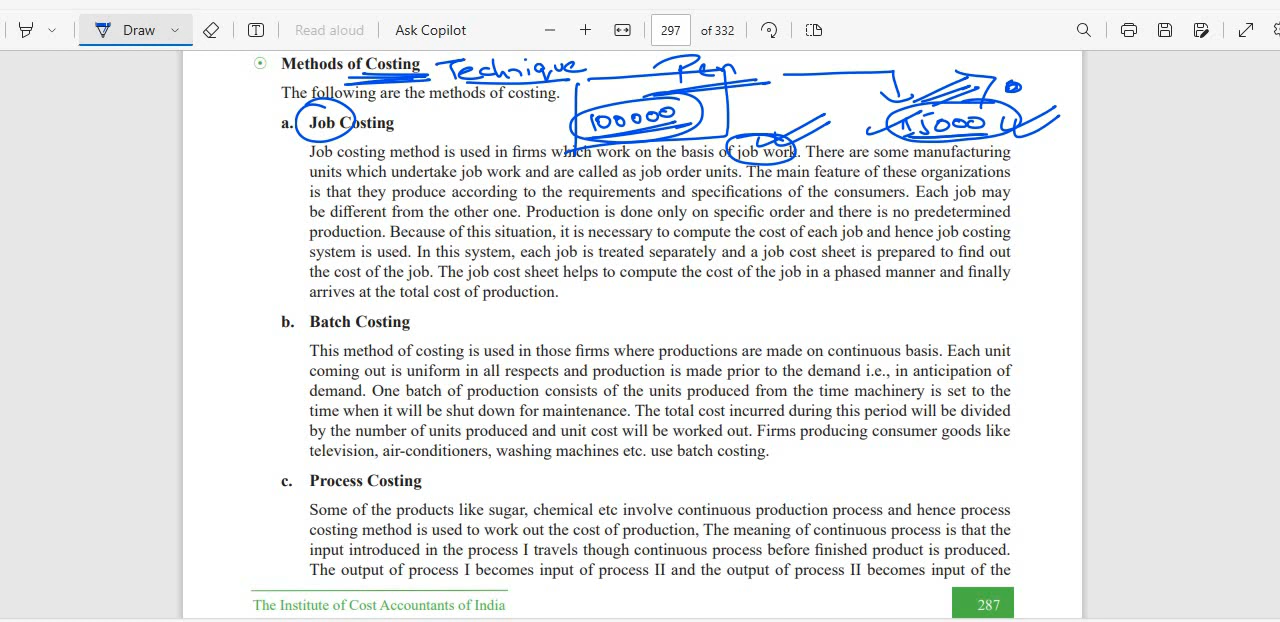 Draw
Read aloud
Ask Copilot
297 of 332
Methods of Costing Technique Pen
The following are the methods of costing.
100000
15000
a. Job Costing
Job costing method is used in firms which work on the basis of job work. There are some manufacturing
units which undertake job work and are called as job order units. The main feature of these organizations
is that they produce according to the requirements and specifications of the consumers. Each job may
be different from the other one. Production is done only on specific order and there is no predetermined
production. Because of this situation, it is necessary to compute the cost of each job and hence job costing
system is used. In this system, each job is treated separately and a job cost sheet is prepared to find out
the cost of the job. The job cost sheet helps to compute the cost of the job in a phased manner and finally
arrives at the total cost of production.
b. Batch Costing
This method of costing is used in those firms where productions are made on continuous basis. Each unit
coming out is uniform in all respects and production is made prior to the demand i.e., in anticipation of
demand. One batch of production consists of the units produced from the time machinery is set to the
time when it will be shut down for maintenance. The total cost incurred during this period will be divided
by the number of units produced and unit cost will be worked out. Firms producing consumer goods like
television, air-conditioners, washing machines etc. use batch costing.
c. Process Costing
Some of the products like sugar, chemical etc involve continuous production process and hence process
costing method is used to work out the cost of production, The meaning of continuous process is that the
input introduced in the process I travels though continuous process before finished product is produced.
The output of process I becomes input of process II and the output of process II becomes input of the
The Institute of Cost Accountants of India
287